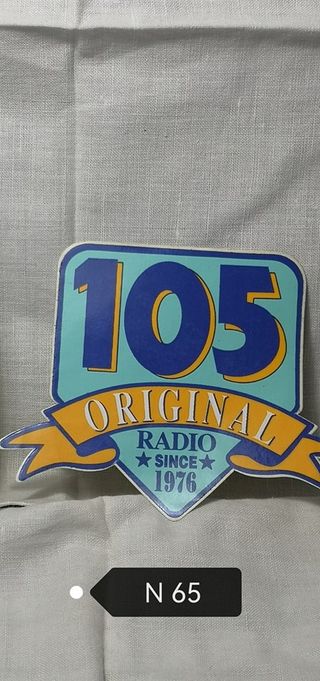 105
ORIGINAL
RADIO
★ SINCE ★
1976
N 65